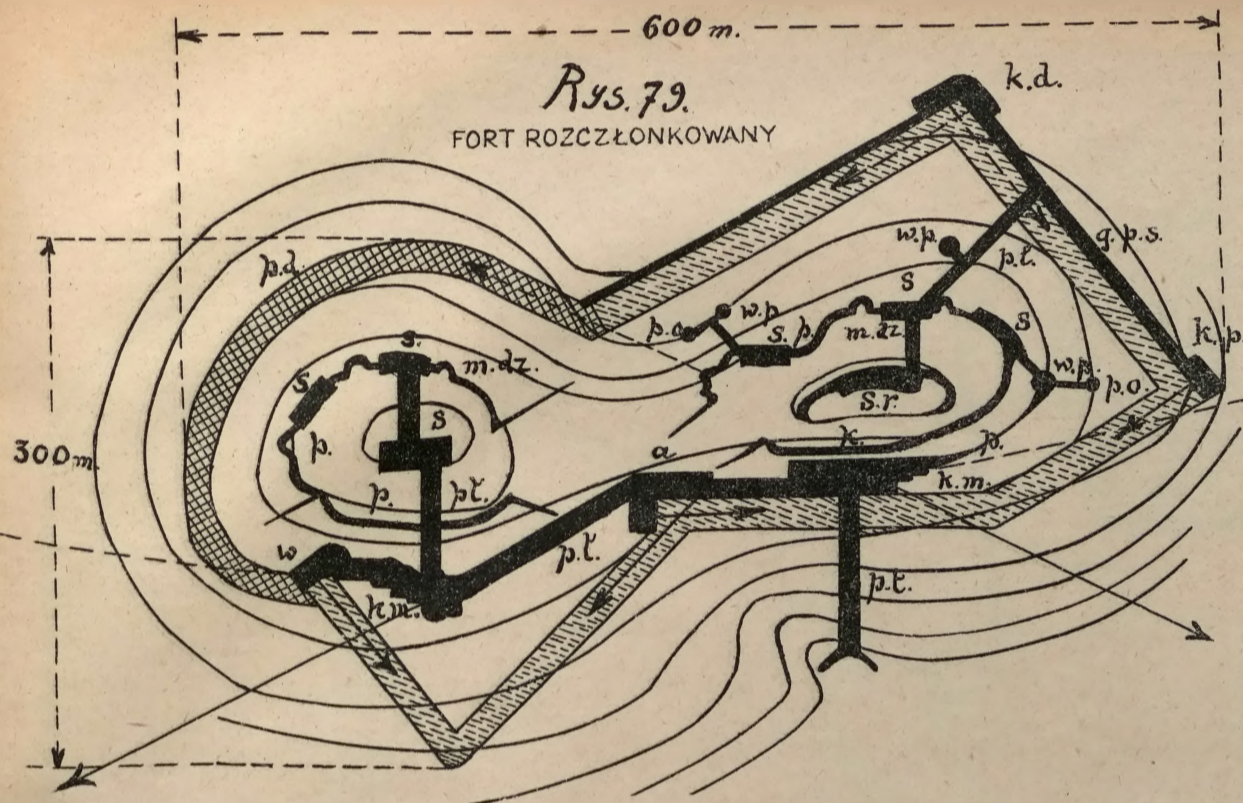 600 m.
Rys. 79.
FORT ROZCZŁONKOWANY
k.d.
g.p.s.
w.p.
p.t.
s
p.d.
w.p.
p.o.
s. p.
m.dz.
s
k.p.
s.
m.dz.
s
w.p.
p.o.
s.r.
300 m.
s
p.
a
k.
p.
p.
p.t.
k.m.
w
p.t.
k.m.
p.t.